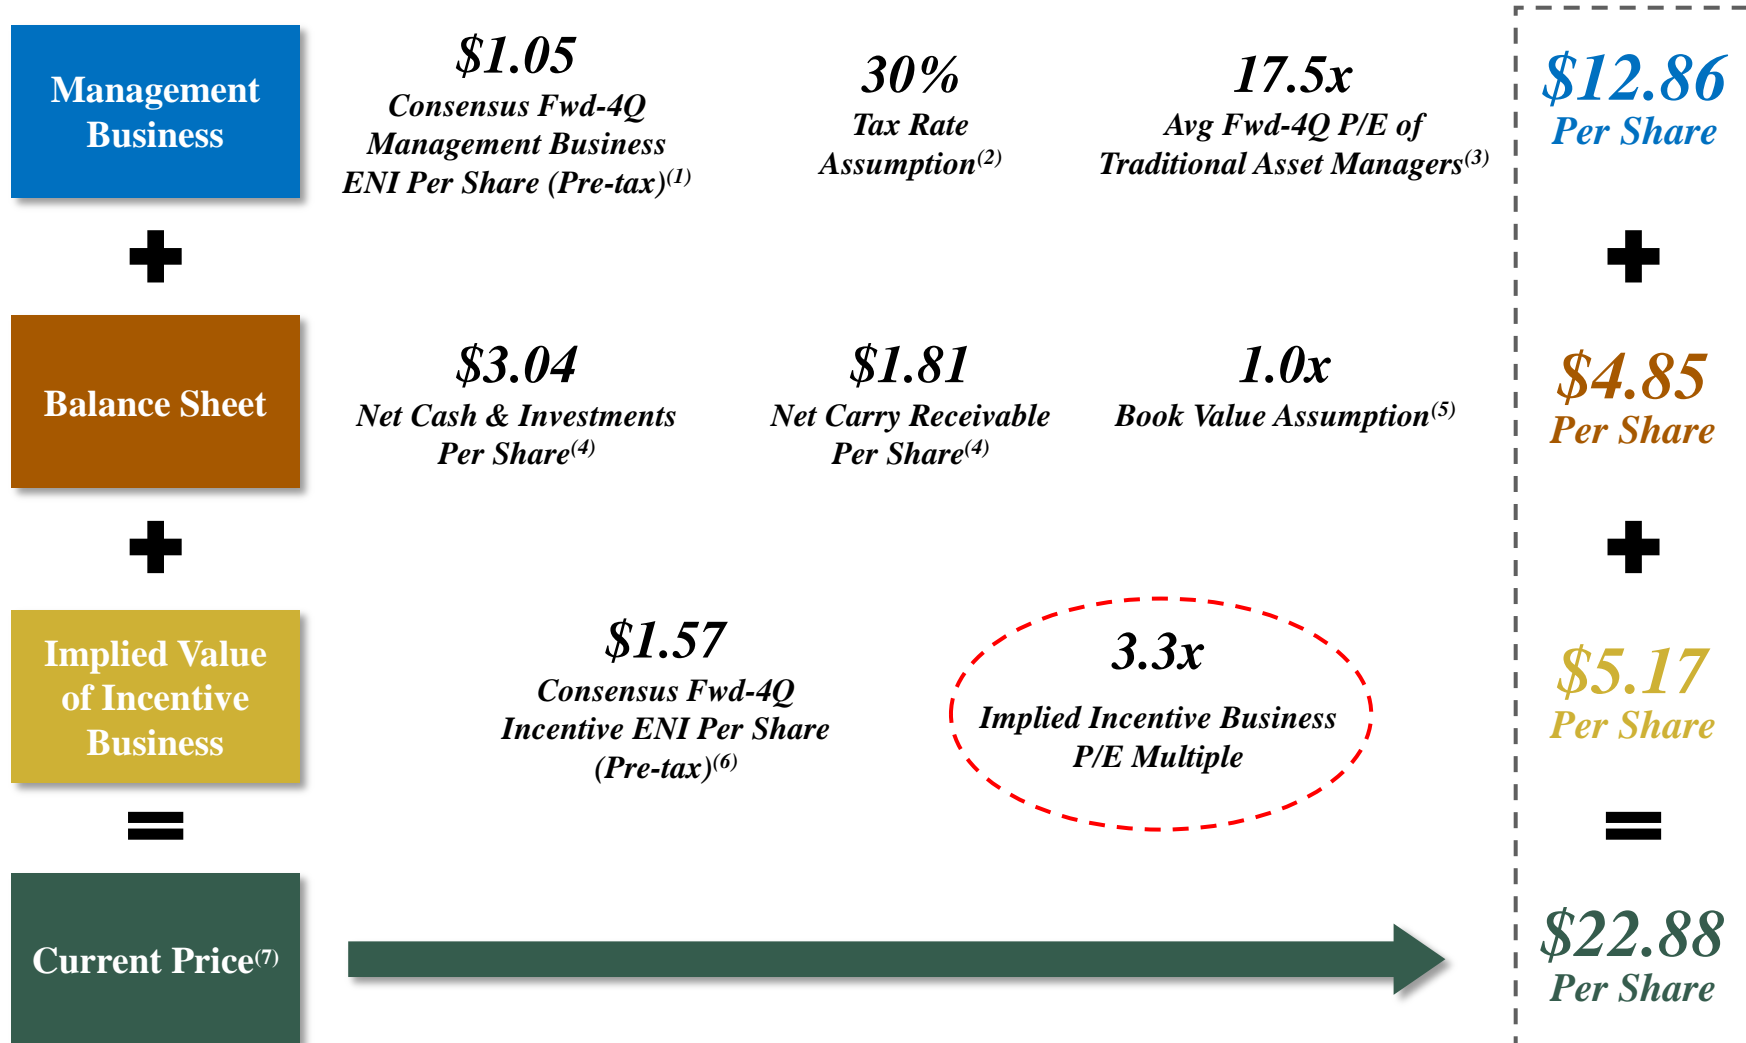 Management
Business
$1.05
Consensus Fwd-4Q
Management Business
ENI Per Share (Pre-tax)(1)
30%
Tax Rate
Assumption(2)
17.5x
Avg Fwd-4Q P/E of
Traditional Asset Managers(3)
$12.86
Per Share
+
+
Balance Sheet
$3.04
Net Cash & Investments
Per Share(4)
$1.81
Net Carry Receivable
Per Share(4)
1.0x
Book Value Assumption(5)
$4.85
Per Share
+
+
Implied Value
of Incentive
Business
$1.57
Consensus Fwd-4Q
Incentive ENI Per Share
(Pre-tax)(6)
3.3x
Implied Incentive Business
P/E Multiple
$5.17
Per Share
=
=
Current Price(7)
$22.88
Per Share